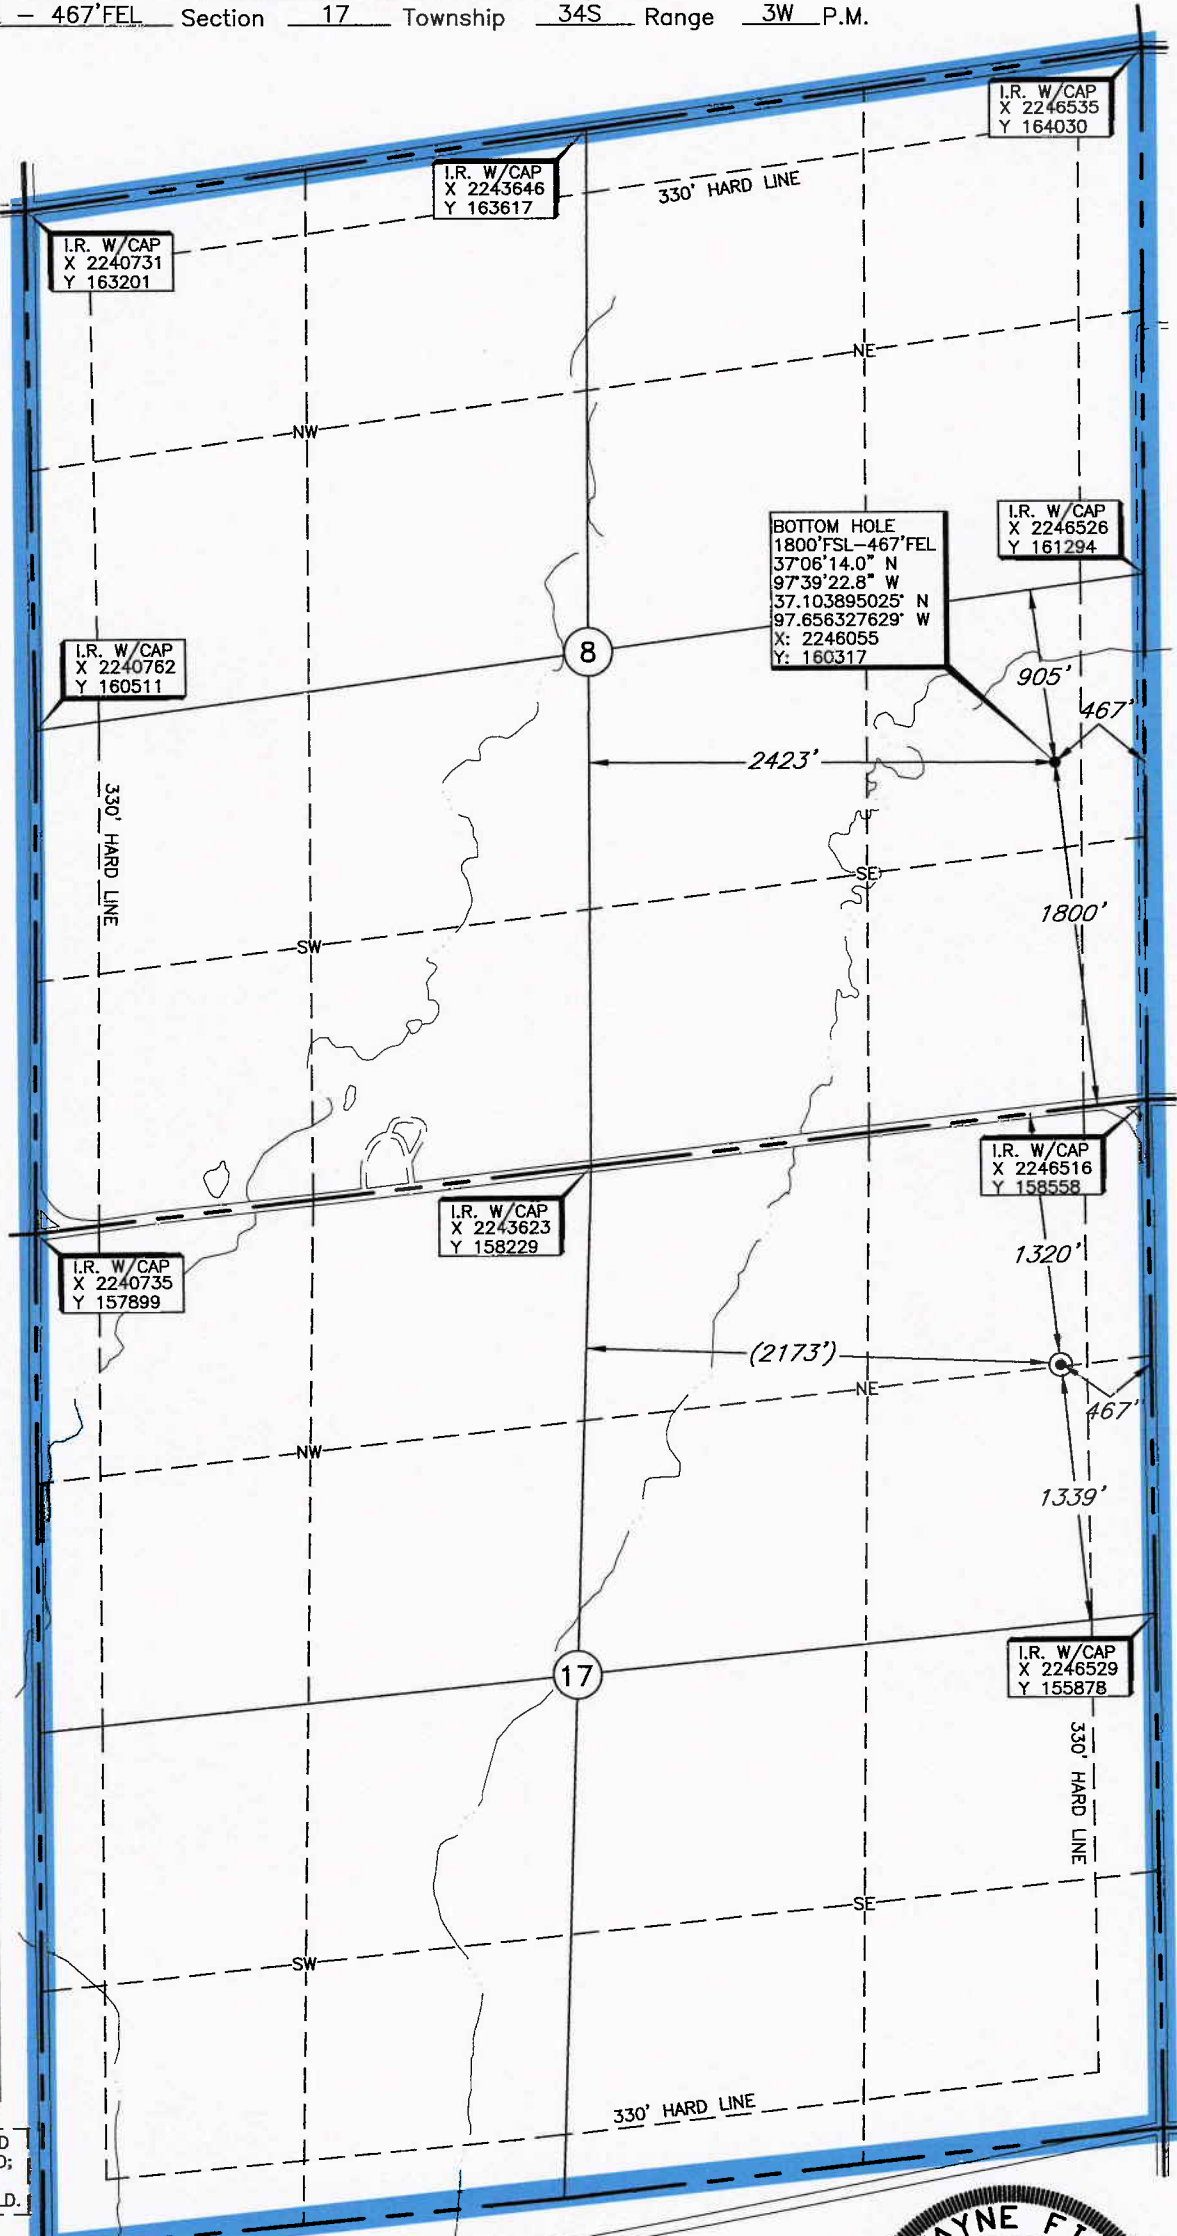 - 467'FEL Section 17 Township 34S Range 3W P.M.
I.R. W/CAP
X 2246535
Y 164030
I.R. W/CAP
X 2243646
Y 163617
330' HARD LINE
I.R. W/CAP
X 2240731
Y 163201
NE
NW
BOTTOM HOLE
1800'FSL-467'FEL
37°06'14.0" N
97°39'22.8" W
37.103895025° N
97.656327629° W
X: 2246055
Y: 160317
I.R. W/CAP
X 2246526
Y 161294
8
I.R. W/CAP
X 2240762
Y 160511
905'
467'
2423'
330' HARD LINE
SE
1800'
SW
I.R. W/CAP
X 2246516
Y 158558
I.R. W/CAP
X 2243623
Y 158229
I.R. W/CAP
X 2240735
Y 157899
1320'
(2173')
NE
467'
NW
1339'
17
I.R. W/CAP
X 2246529
Y 155878
330' HARD LINE
SE
SW
330' HARD LINE